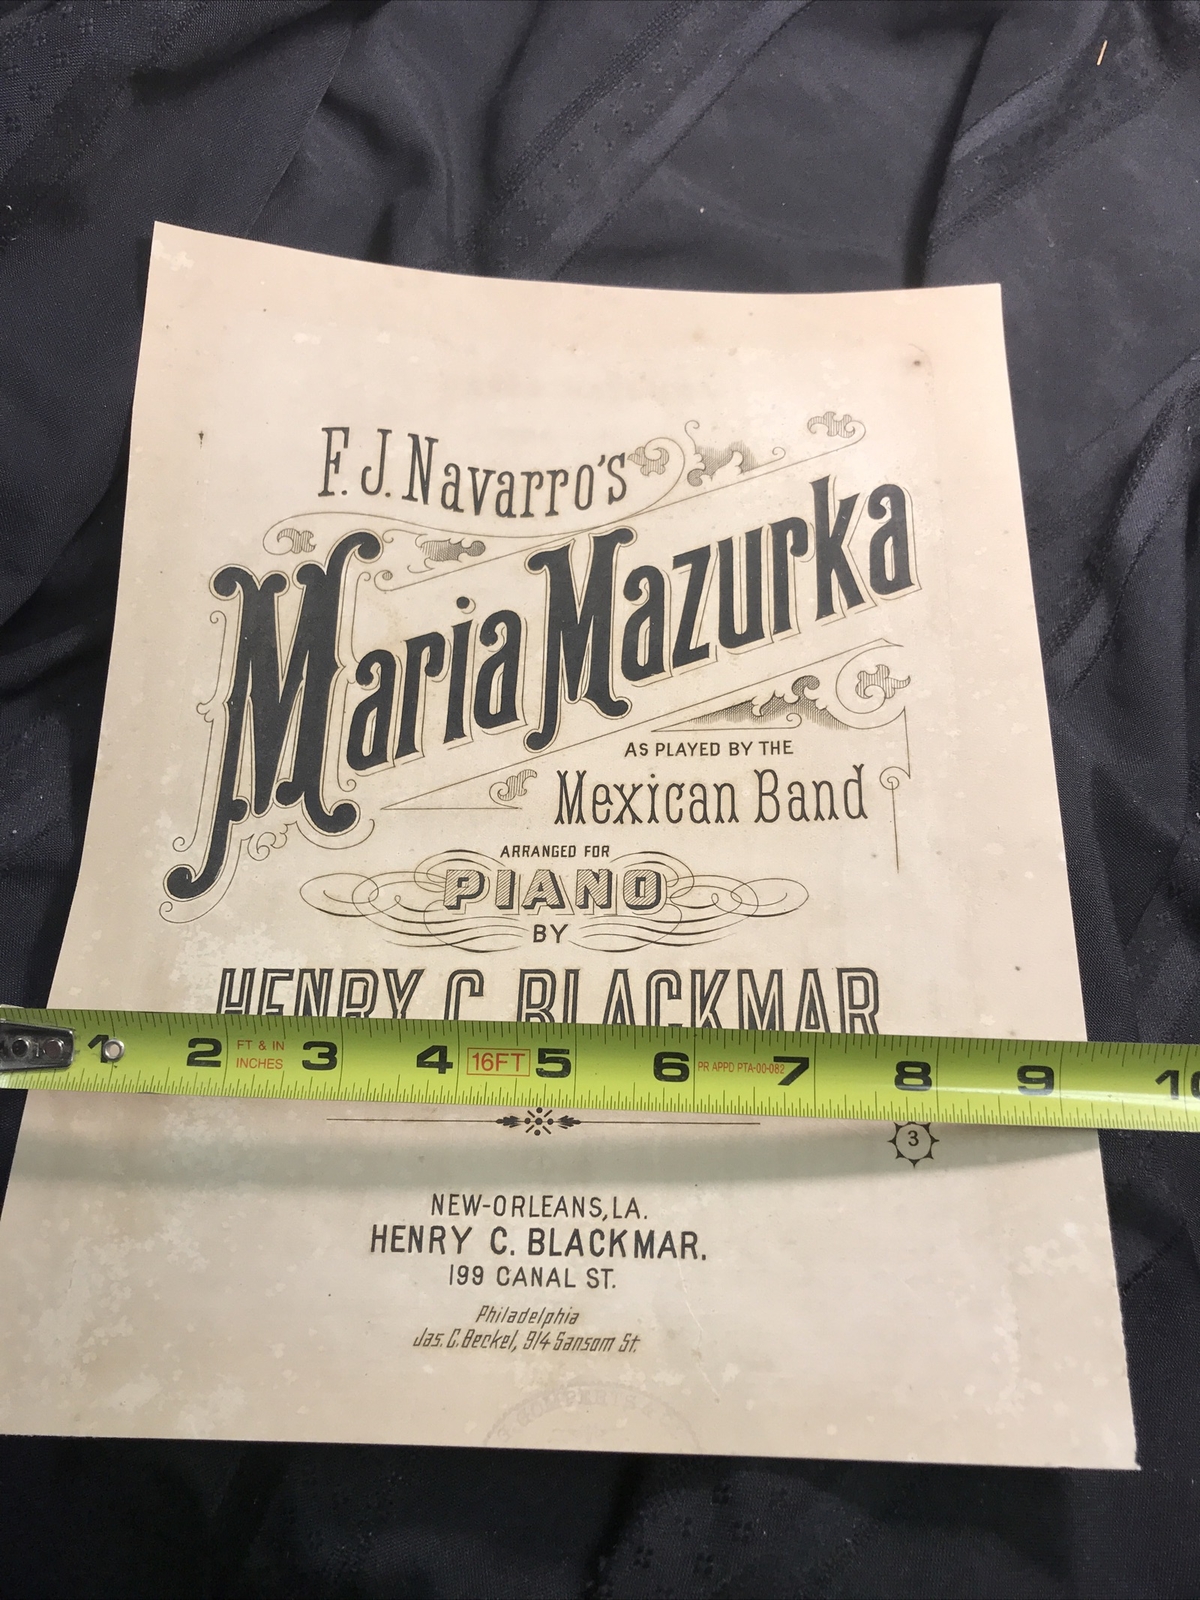 F. J. Navarro's
Maria Mazurka
AS PLAYED BY THE
Mexican Band
ARRANGED FOR
PIANO
BY
HENRY C. BLACKMAR
1 2 FT & IN INCHES 3 4 16FT 5 6 PR APPD PTA-00-082 7 8 9 10
3
NEW-ORLEANS, LA.
HENRY C. BLACKMAR.
199 CANAL ST.
Philadelphia
Jas. C. Beckel, 914 Sansom St.